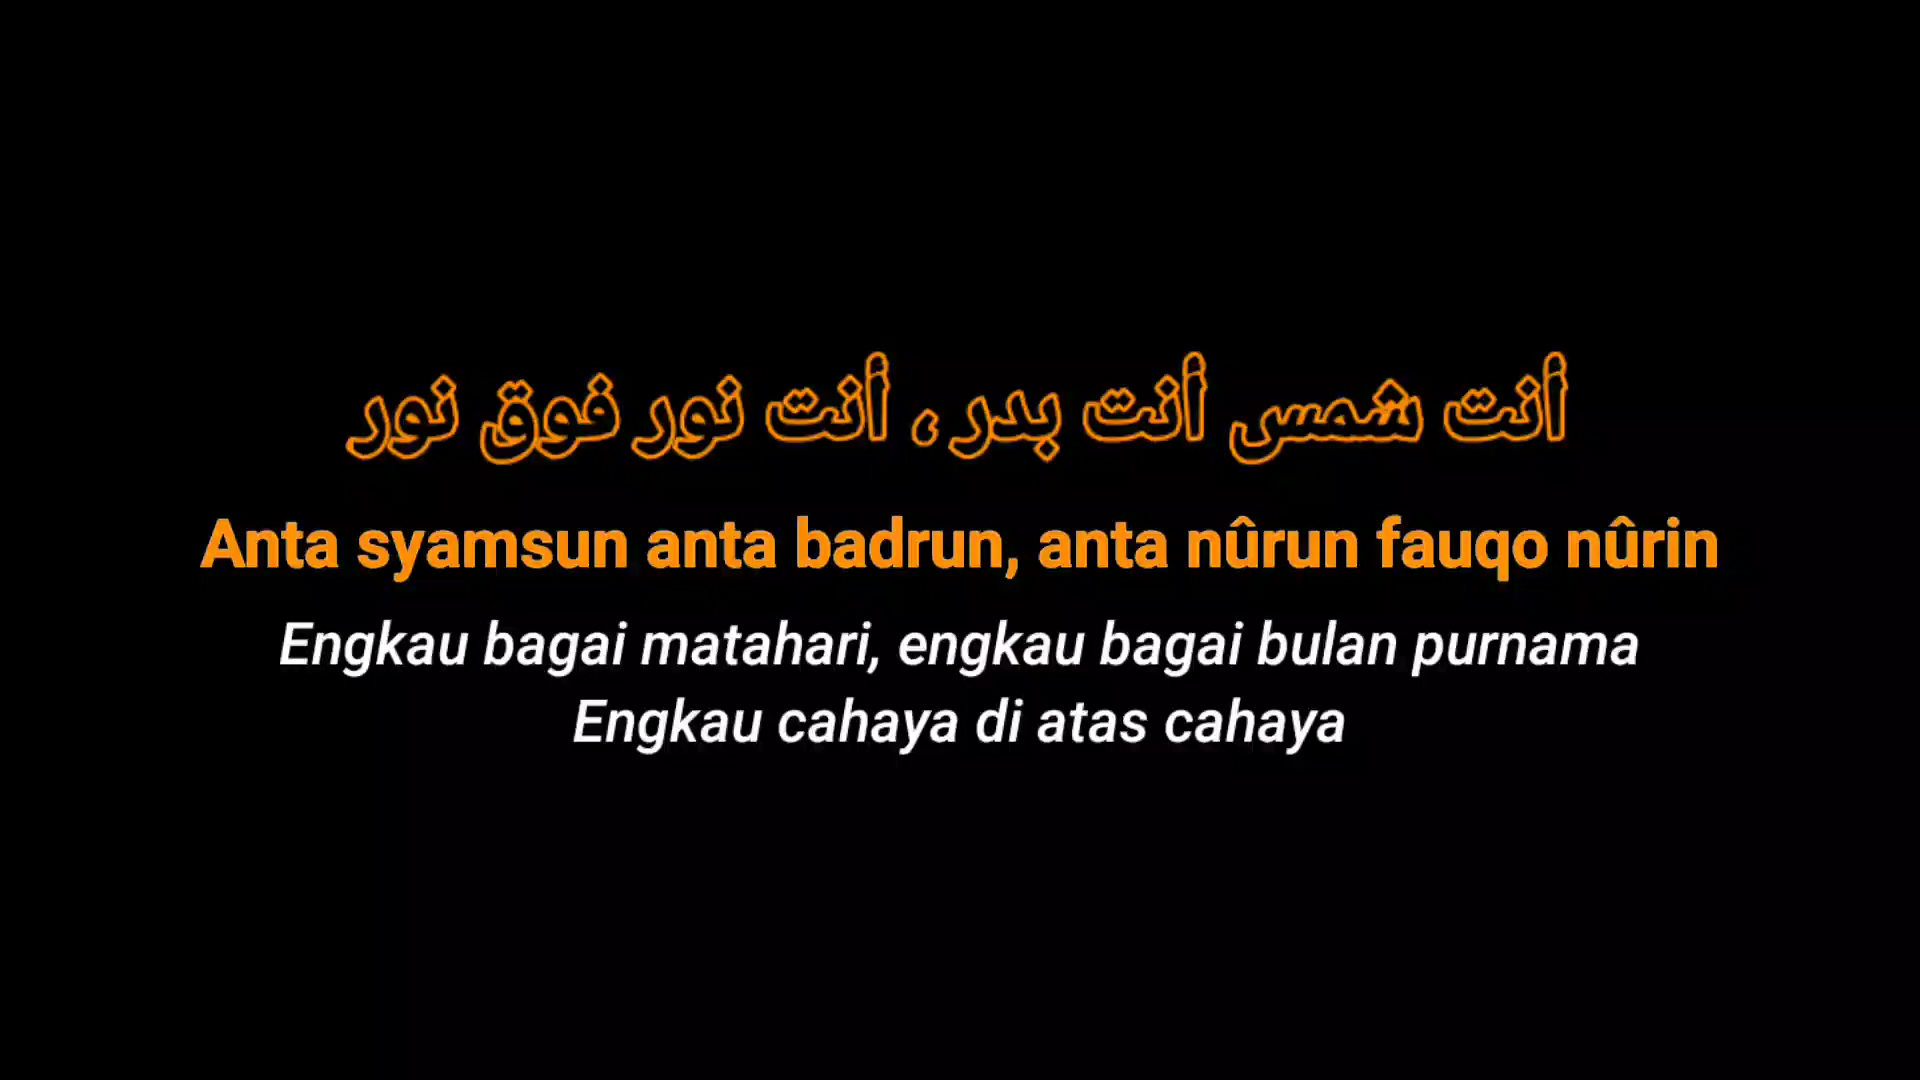 أنت شمس أنت بدر ، أنت نور فوق نور
Anta syamsun anta badrun, anta nûrun fauqo nûrin
Engkau bagai matahari, engkau bagai bulan purnama
Engkau cahaya di atas cahaya